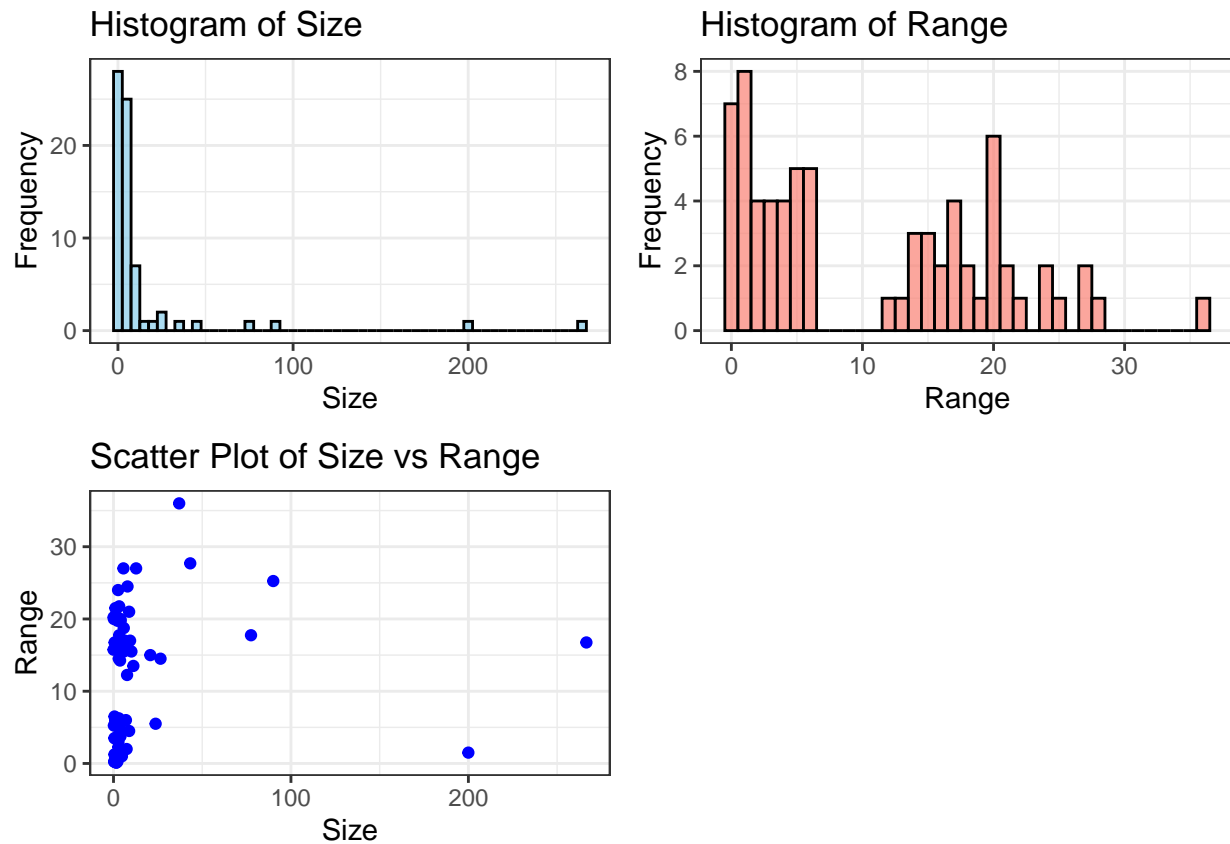 Histogram of Size
Frequency
20
10
0
0 100 200
Size
Histogram of Range
Frequency
8
6
4
2
0
0 10 20 30
Range
Scatter Plot of Size vs Range
Range
30
20
10
0
0 100 200
Size